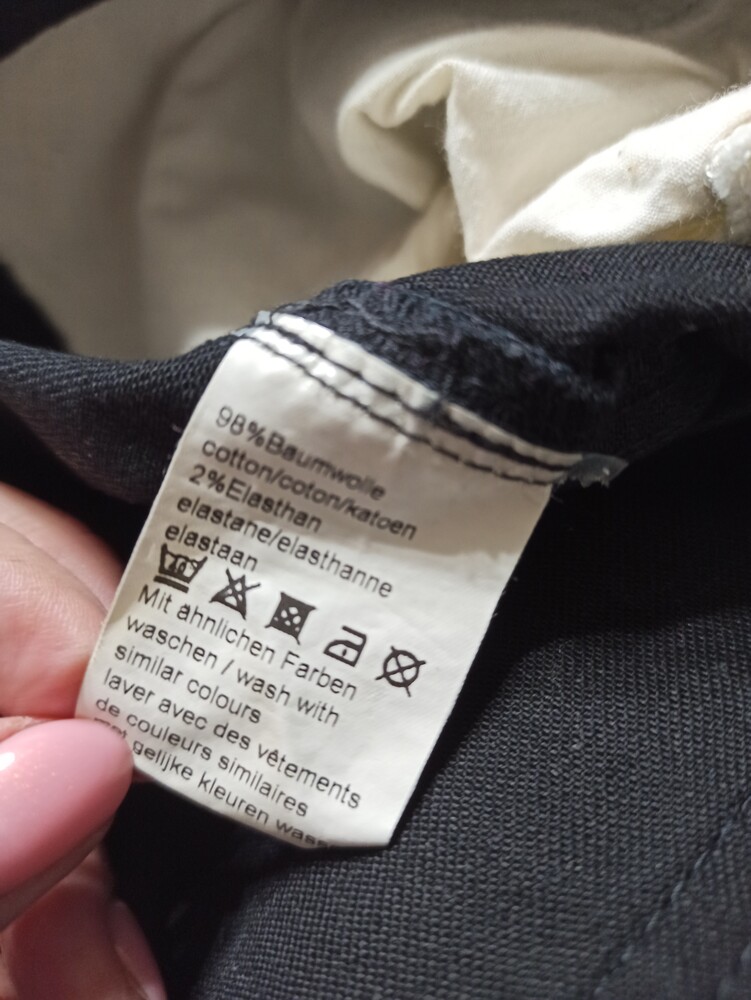 98%Baumwolle
cotton/coton/katoen
2%Elasthan
elastane/elasthanne
elastaan
40
Mit ähnlichen Farben
waschen / wash with
similar colours
laver avec des vêtements
de couleurs similaires
gelijke kleuren